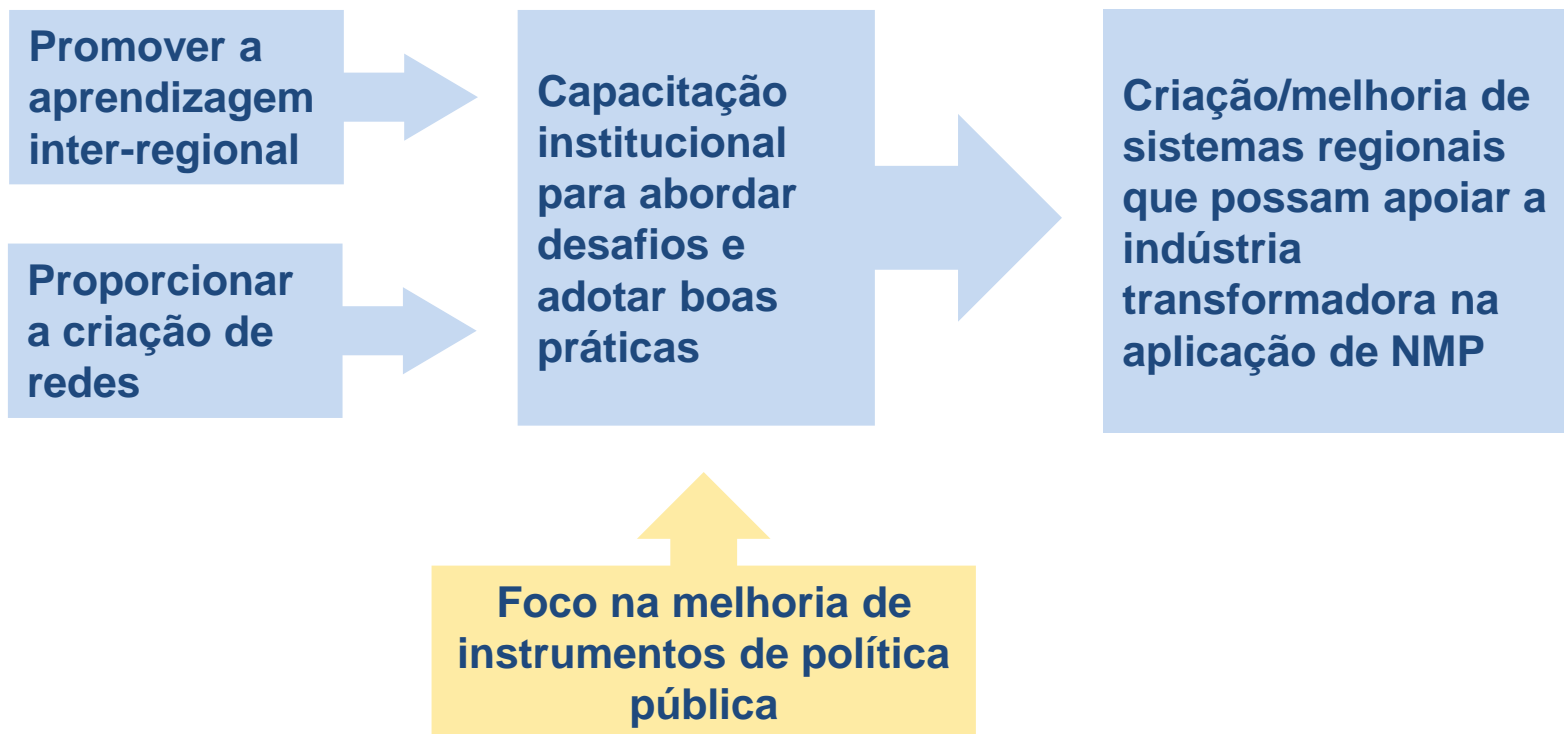 Promover a
aprendizagem
inter-regional
Proporcionar
a criação de
redes
Capacitação
institucional
para abordar
desafios e
adotar boas
práticas
Criação/melhoria de
sistemas regionais
que possam apoiar a
indústria
transformadora na
aplicação de NMP
Foco na melhoria de
instrumentos de política
pública